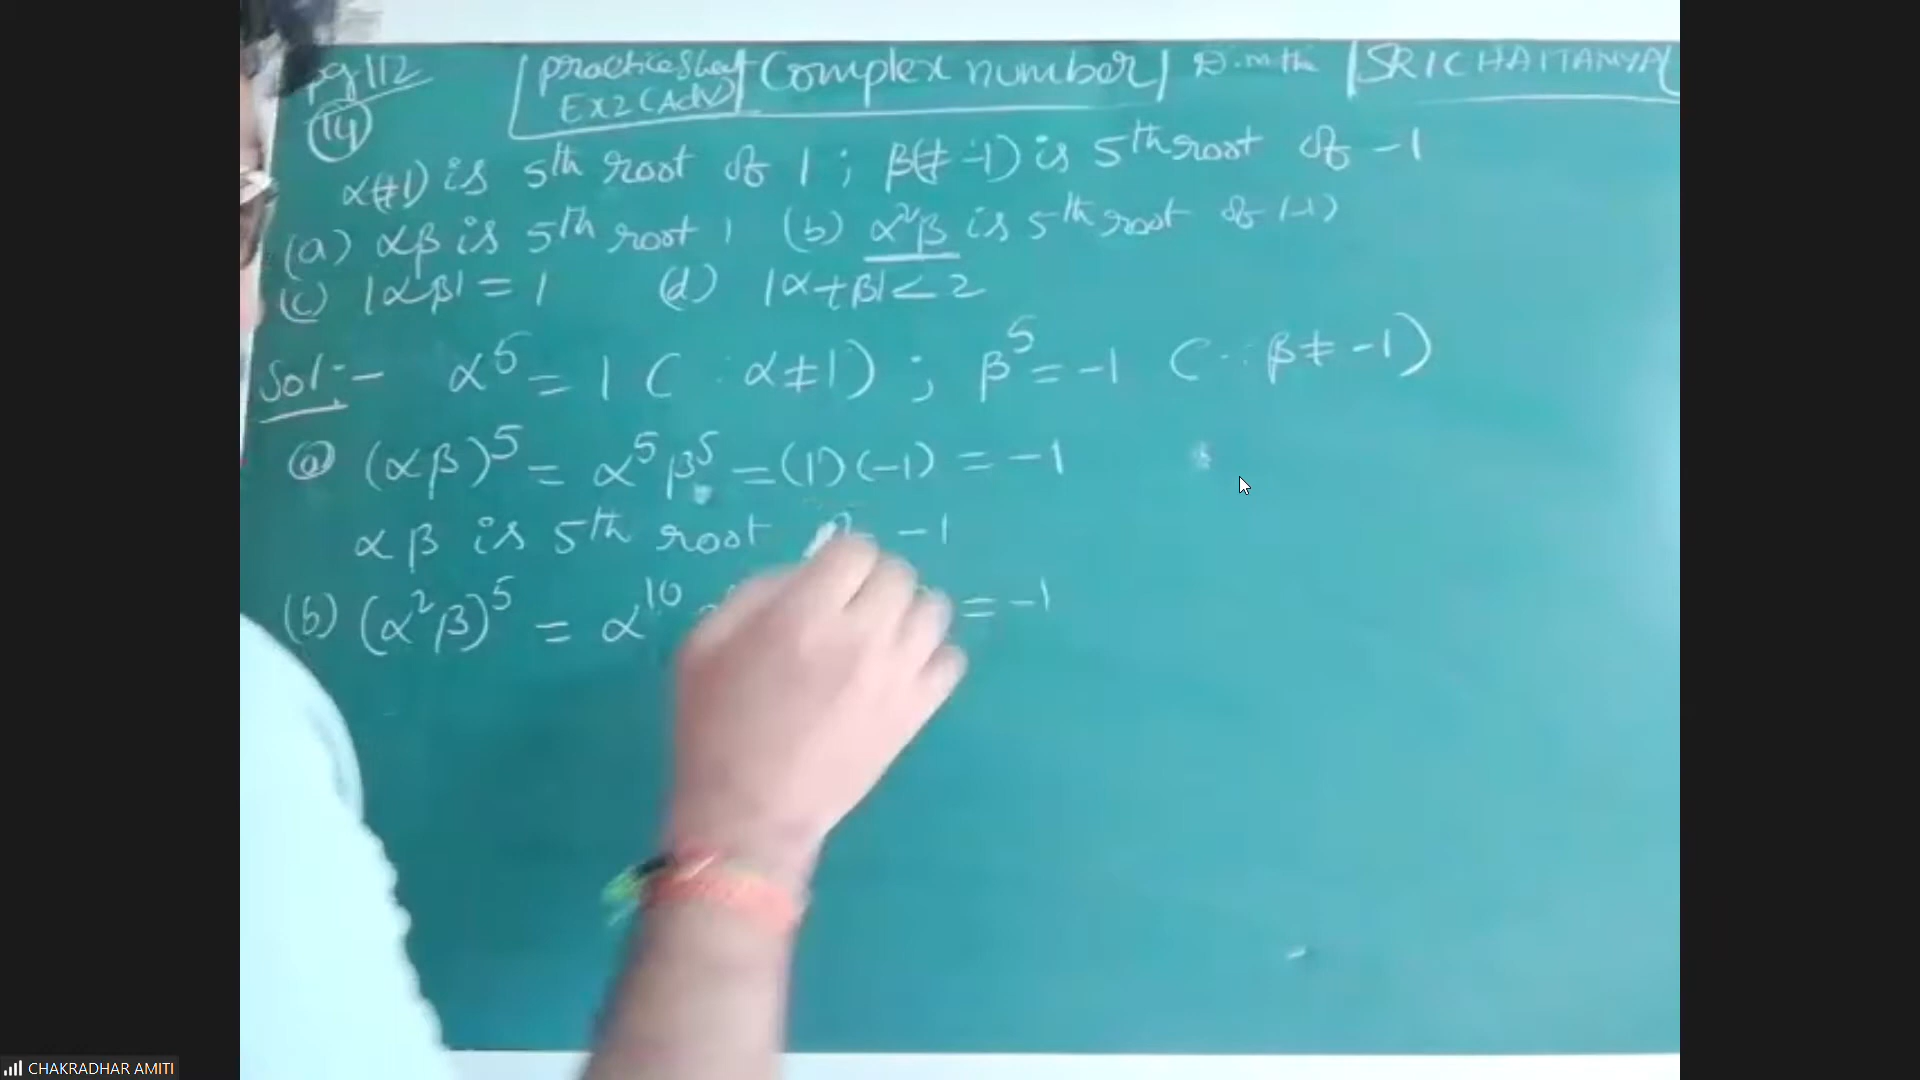 pg 112 [practice sheet Ex2 (Adv)] Complex number | D.m ths | SRICHAITANYA
(14)
α(≠1) is 5th root of 1 ; β(≠ -1) is 5th root of -1
(a) αβ is 5th root 1 (b) α²β is 5th root of (-1)
(c) |αβ| = 1 (d) |α+β| < 2
Sol:- α⁵ = 1 (∵ α≠1) ; β⁵ = -1 (∵ β≠ -1)
(a) (αβ)⁵ = α⁵β⁵ = (1)(-1) = -1
αβ is 5th root -1
(b) (α²β)⁵ = α¹⁰ = -1
CHAKRADHAR AMITI